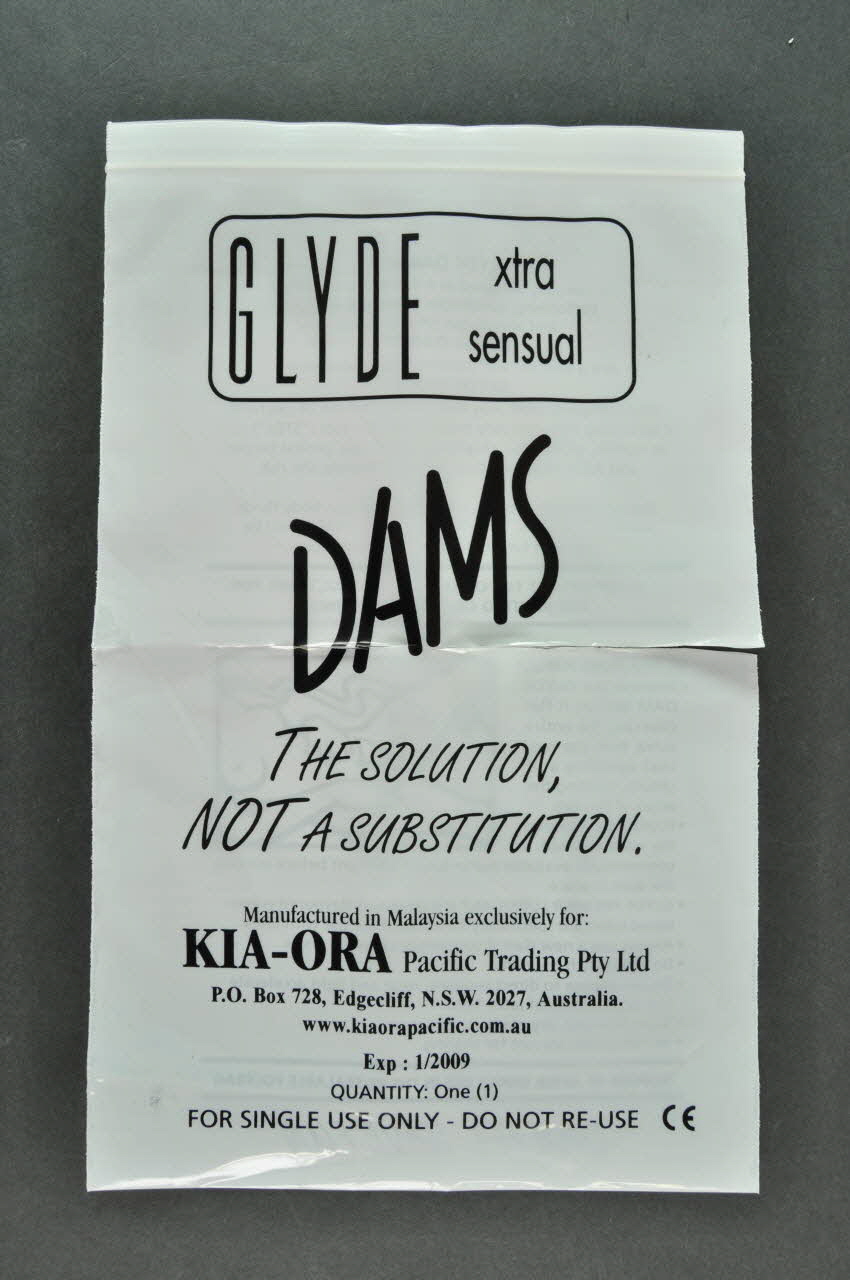 GLYDE xtra
sensual
DAMS
THE SOLUTION,
NOT A SUBSTITUTION.
Manufactured in Malaysia exclusively for:
KIA-ORA Pacific Trading Pty Ltd
P.O. Box 728, Edgecliff, N.S.W. 2027, Australia.
www.kiaorapacific.com.au
Exp : 1/2009
QUANTITY: One (1)
FOR SINGLE USE ONLY - DO NOT RE-USE CE